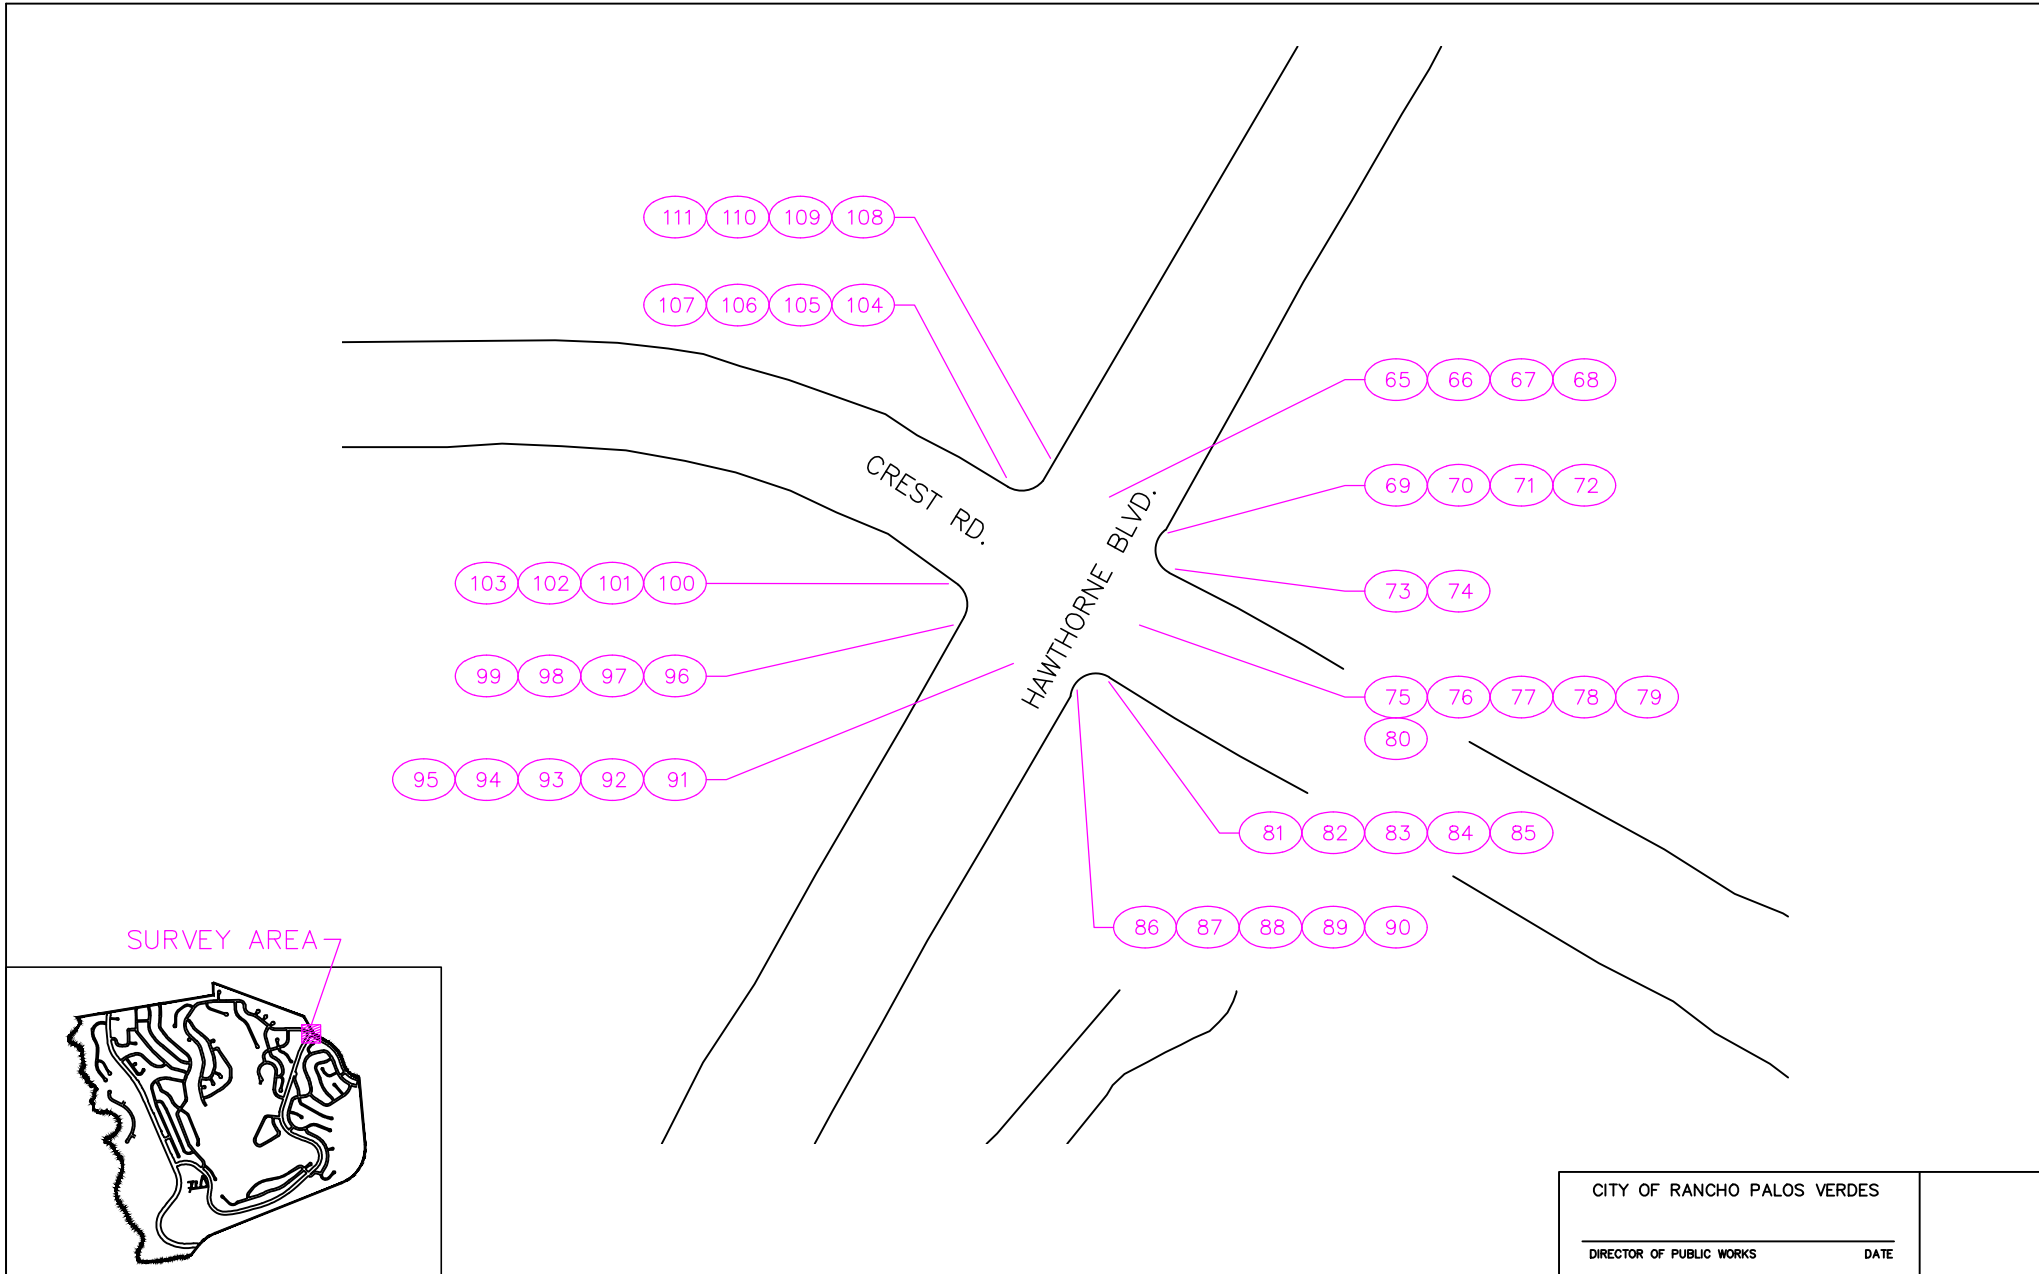 111 110 109 108
107 106 105 104
65 66 67 68
CREST RD.
69 70 71 72
HAWTHORNE BLVD.
103 102 101 100
73 74
99 98 97 96
75 76 77 78 79
80
95 94 93 92 91
81 82 83 84 85
86 87 88 89 90
SURVEY AREA
CITY OF RANCHO PALOS VERDES
DIRECTOR OF PUBLIC WORKS DATE